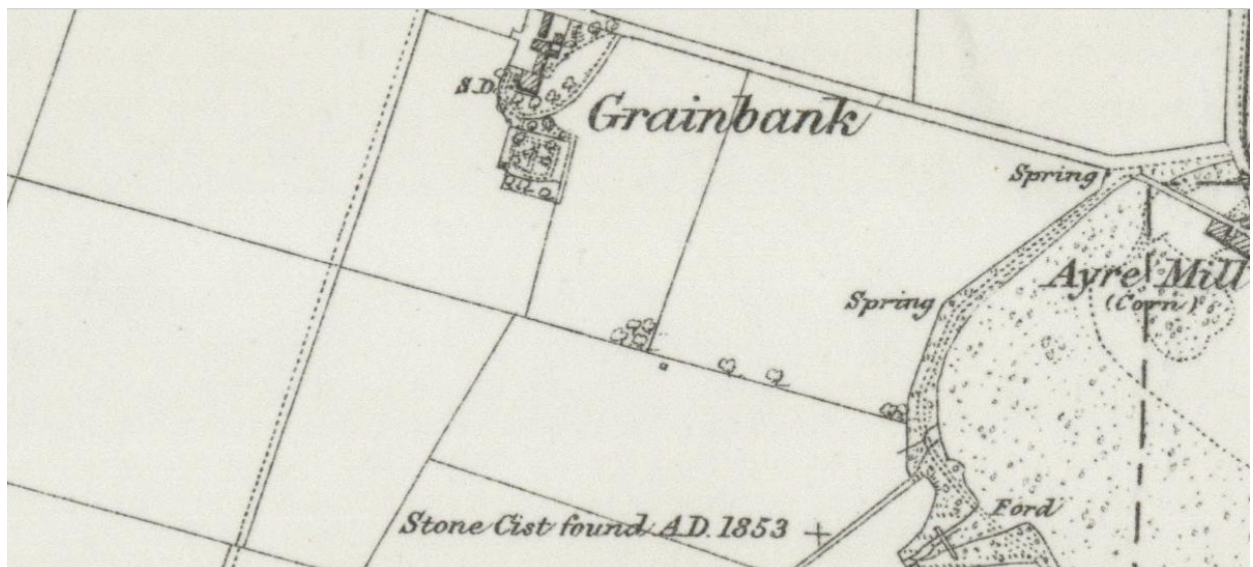 S.D.
Grainbank
Spring
Ayre Mill
(Corn)
Spring
Stone Cist found A.D. 1853
Ford